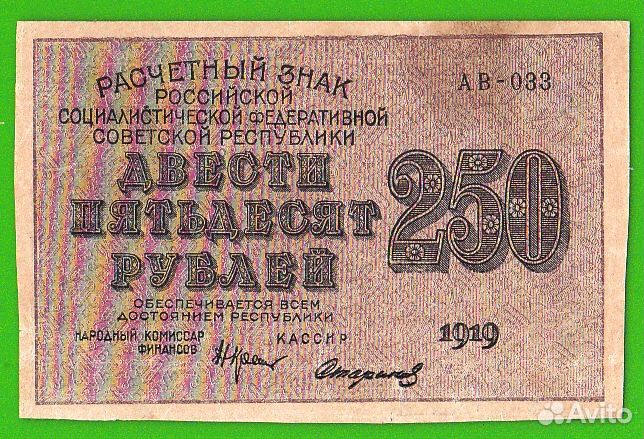 РАСЧЕТНЫЙ ЗНАК
РОССИЙСКОЙ
СОЦИАЛИСТИЧЕСКОЙ ФЕДЕРАТИВНОЙ
СОВЕТСКОЙ РЕСПУБЛИКИ
АВ-033
ДВЕСТИ
ПЯТЬДЕСЯТ
РУБЛЕЙ
250
ОБЕСПЕЧИВАЕТСЯ ВСЕМ
ДОСТОЯНИЕМ РЕСПУБЛИКИ
НАРОДНЫЙ КОМИССАР
ФИНАНСОВ
КАССИР
1919
Avito